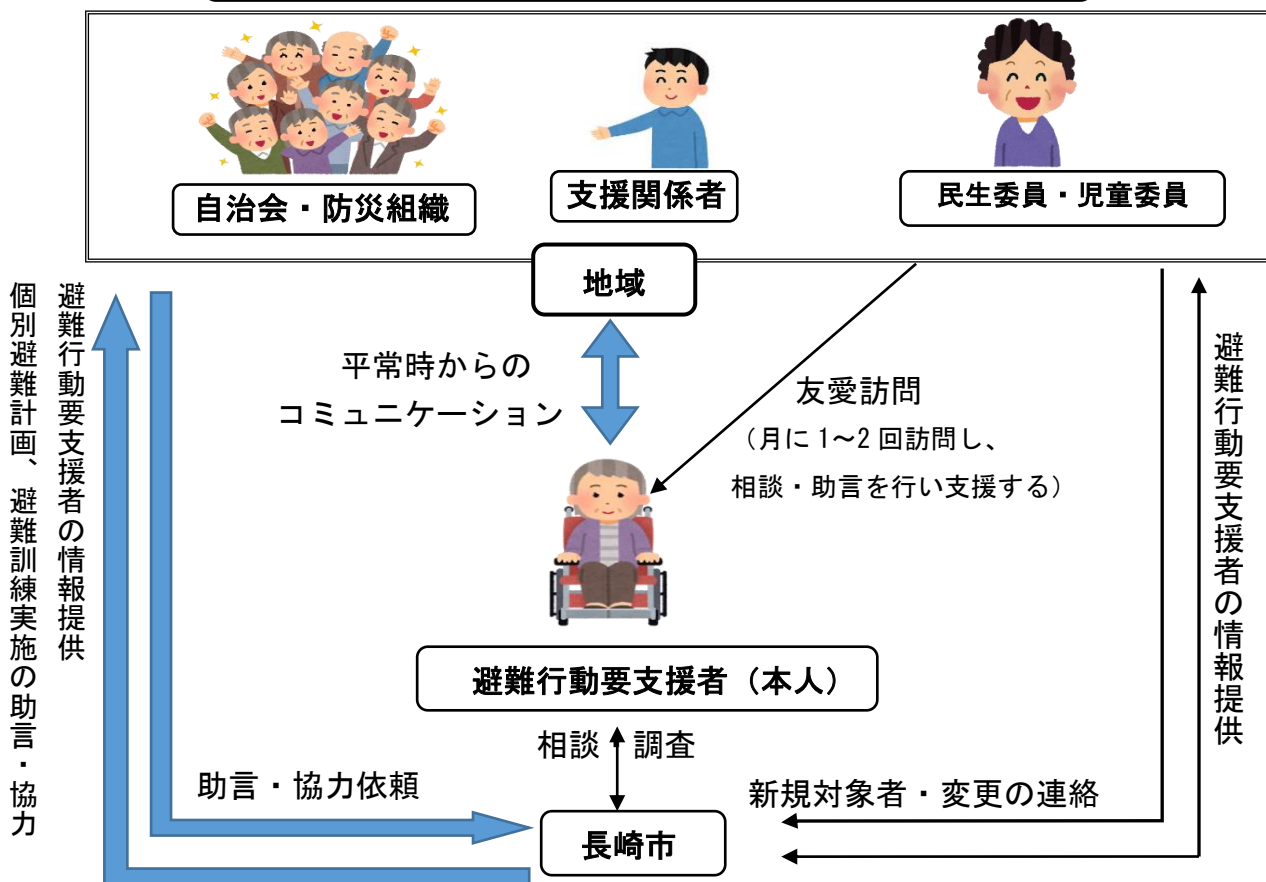 自治会・防災組織
支援関係者
民生委員・児童委員
地域
平常時からの
コミュニケーション
友愛訪問
(月に 1~2 回訪問し、
相談・助言を行い支援する)
避難行動要支援者の情報提供
個別避難計画、避難訓練実施の助言・協力
避難行動要支援者の情報提供
避難行動要支援者(本人)
相談・調査
助言・協力依頼
新規対象者・変更の連絡
長崎市